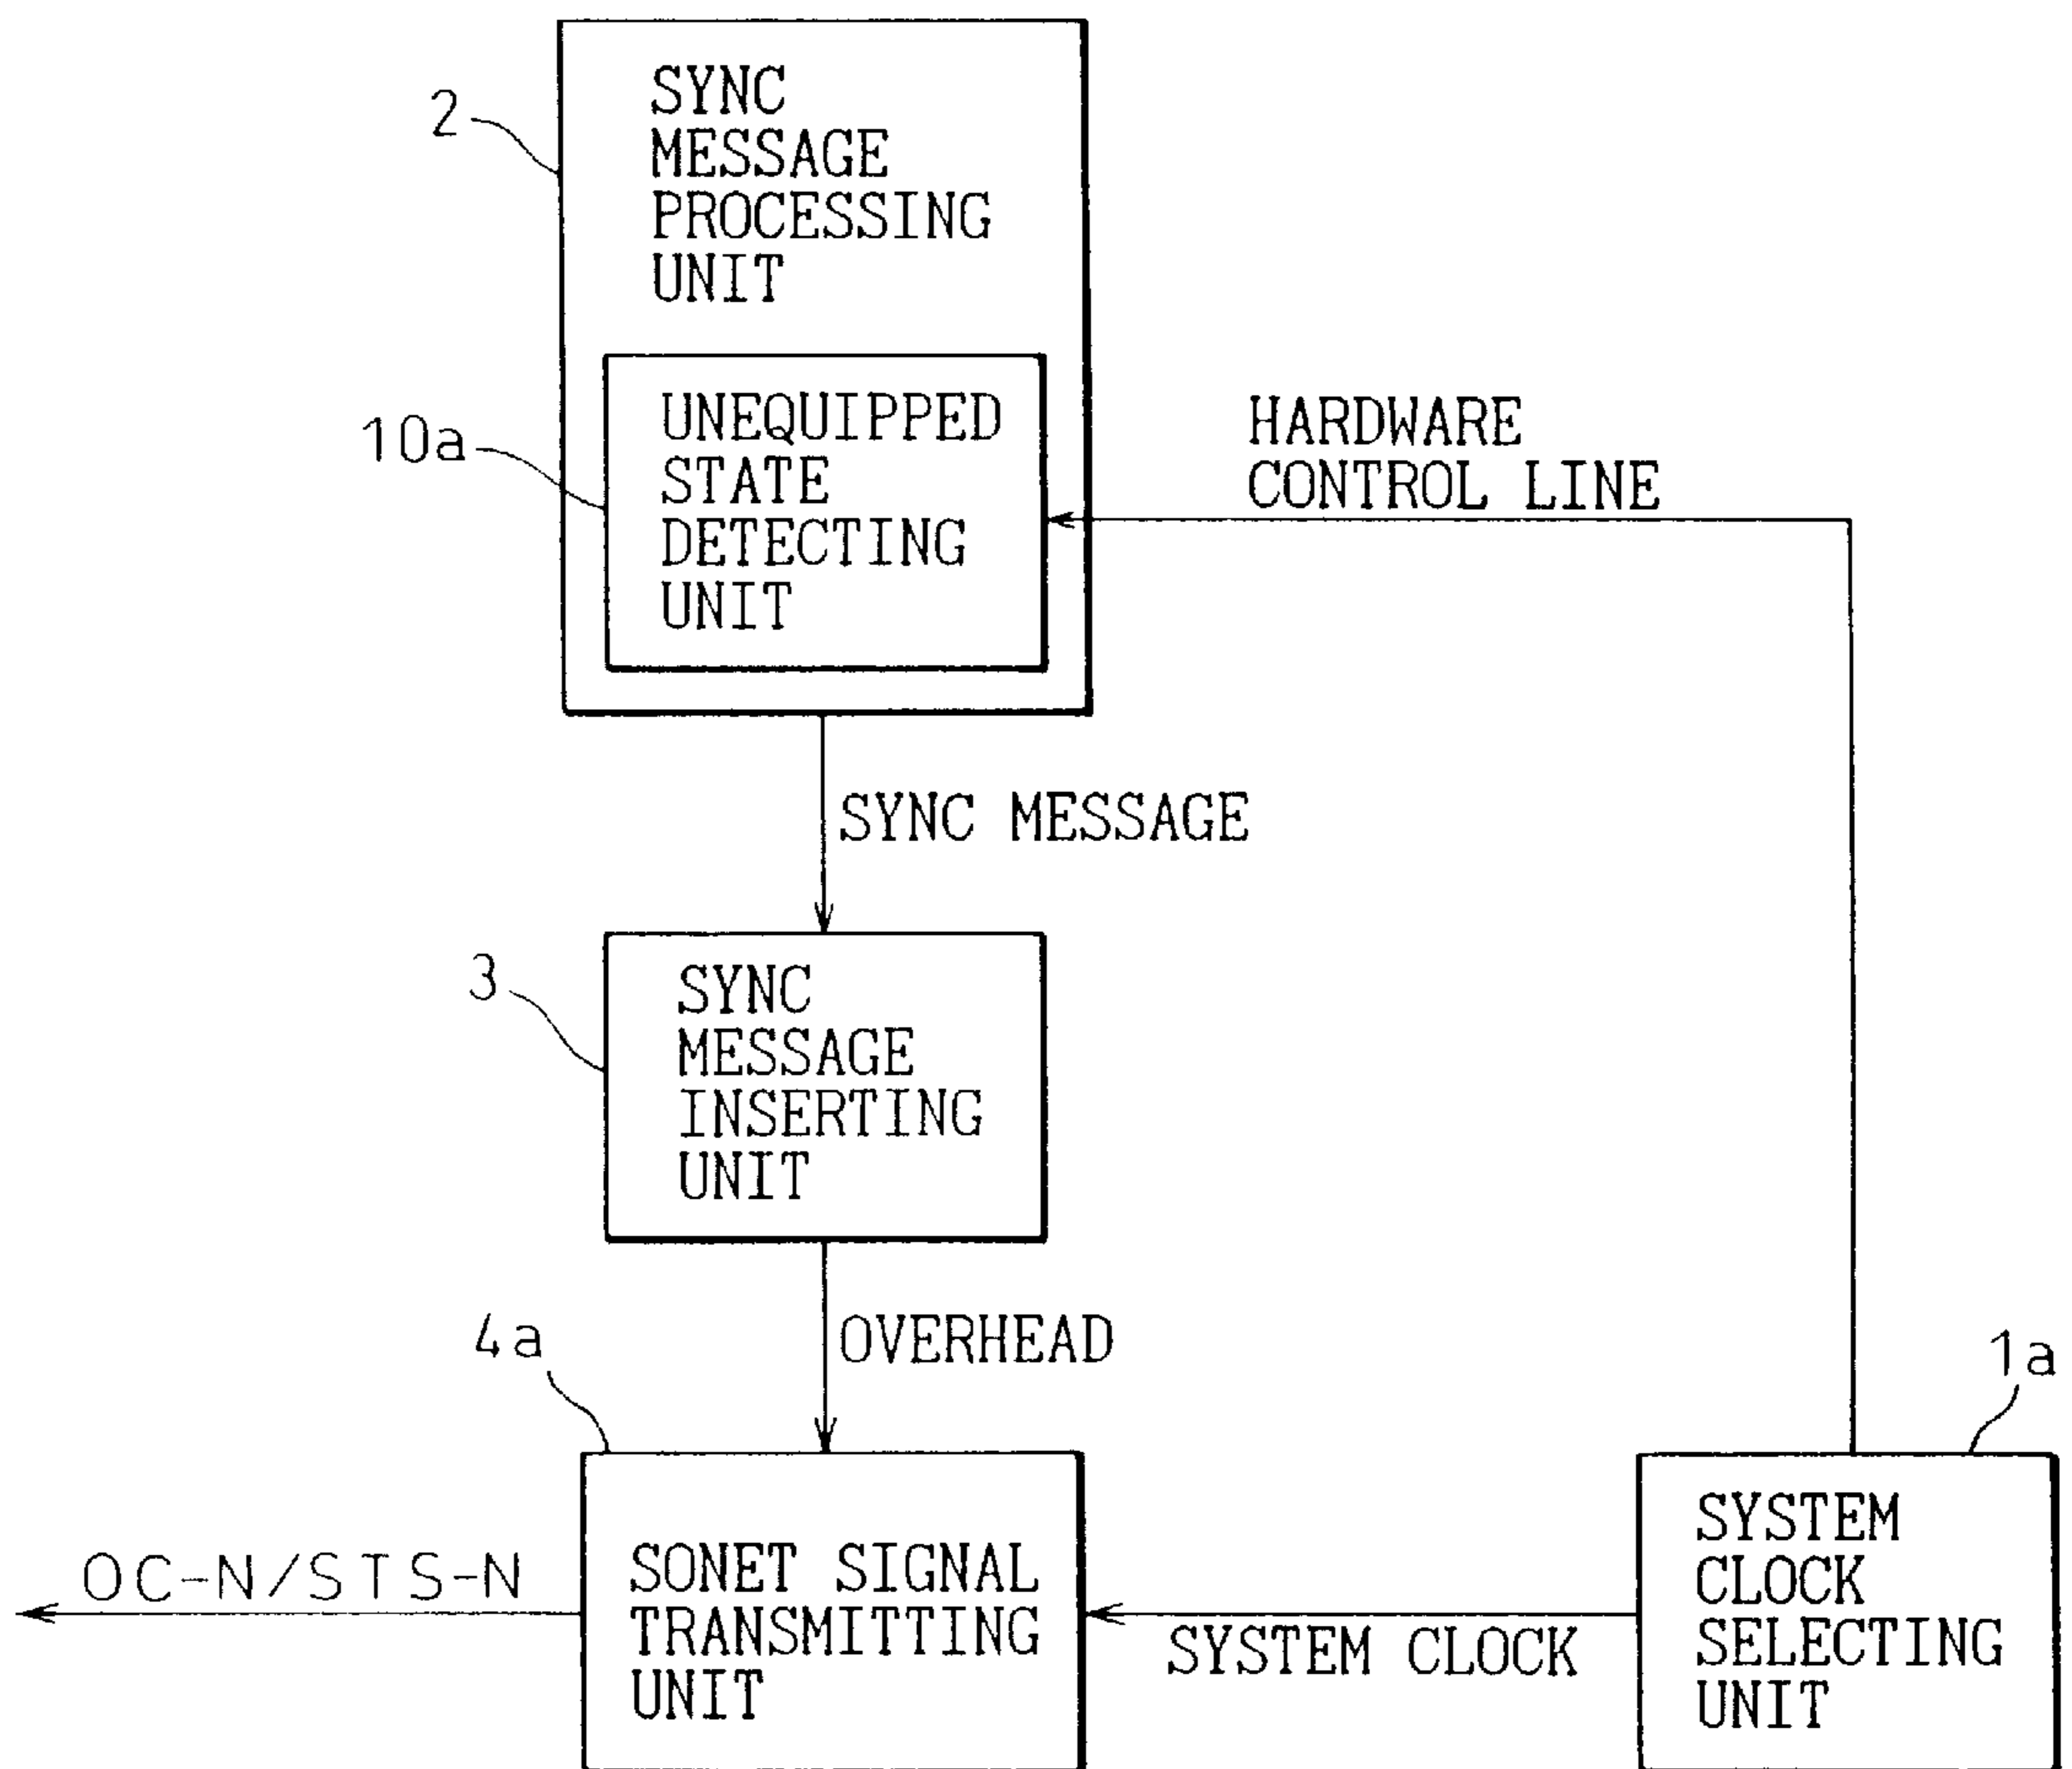 2
SYNC
MESSAGE
PROCESSING
UNIT
10a
UNEQUIPPED
STATE
DETECTING
UNIT
HARDWARE
CONTROL LINE
SYNC MESSAGE
3
SYNC
MESSAGE
INSERTING
UNIT
OVERHEAD
4a
1a
OC-N/STS-N
SONET SIGNAL
TRANSMITTING
UNIT
SYSTEM CLOCK
SYSTEM
CLOCK
SELECTING
UNIT